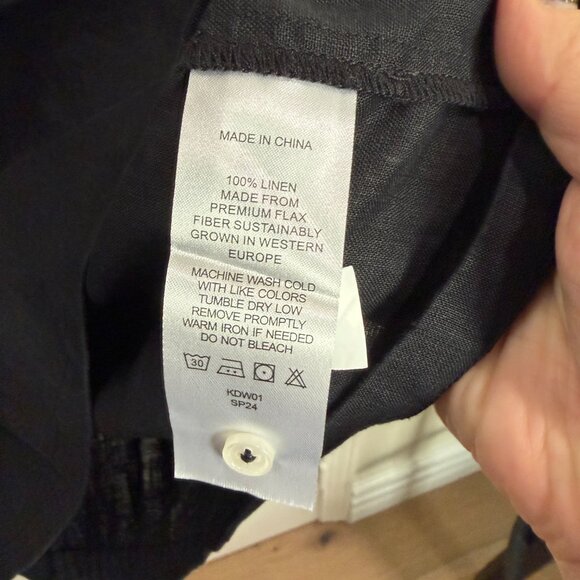 MADE IN CHINA
100% LINEN
MADE FROM
PREMIUM FLAX
FIBER SUSTAINABLY
GROWN IN WESTERN
EUROPE
MACHINE WASH COLD
WITH LIKE COLORS
TUMBLE DRY LOW
REMOVE PROMPTLY
WARM IRON IF NEEDED
DO NOT BLEACH
30
KDW01
SP24